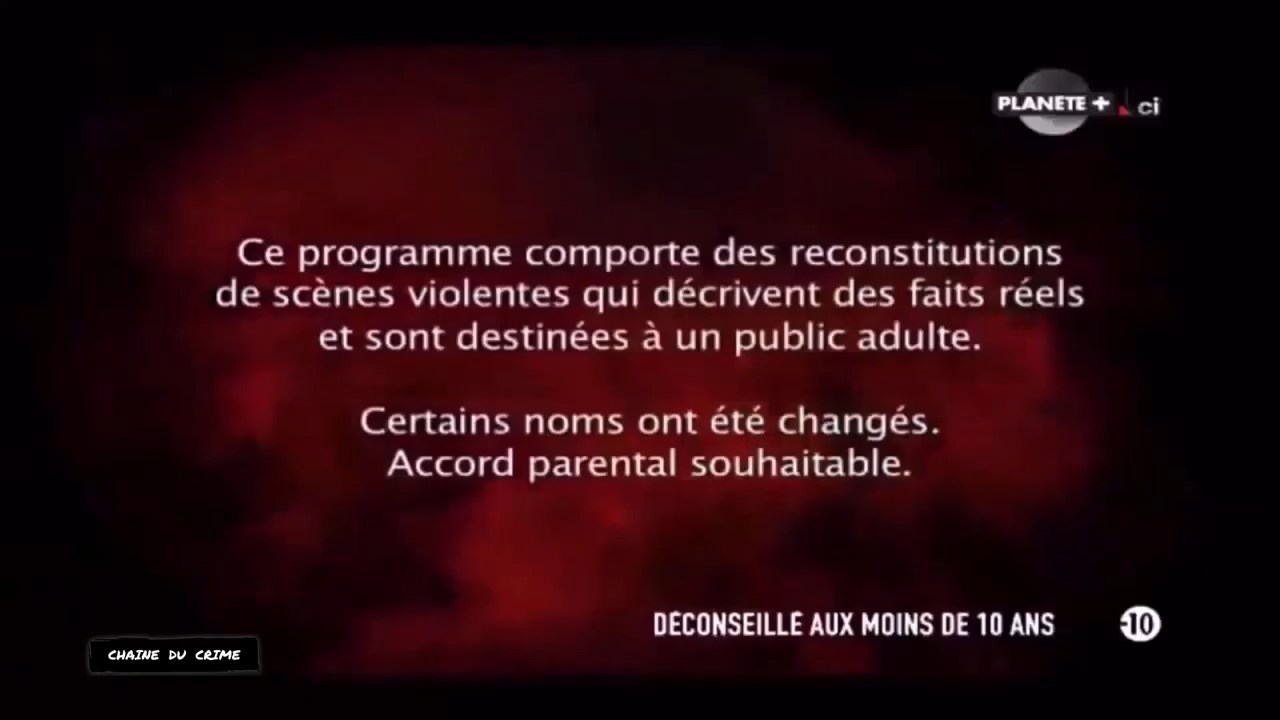 PLANETE + ci
Ce programme comporte des reconstitutions
de scènes violentes qui décrivent des faits réels
et sont destinées à un public adulte.
Certains noms ont été changés.
Accord parental souhaitable.
DÉCONSEILLÉ AUX MOINS DE 10 ANS -10
CHAINE DU CRIME